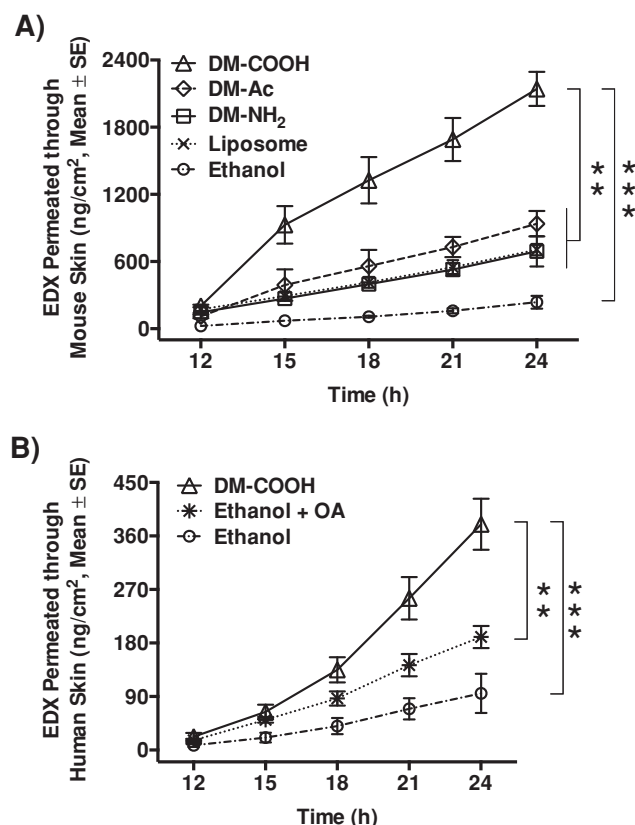 A)
EDX Permeated through
Mouse Skin (ng/cm², Mean ± SE)
2400
1800
1200
600
0
DM-COOH
DM-Ac
DM-NH₂
Liposome
Ethanol
**
***
12 15 18 21 24
Time (h)
B)
EDX Permeated through
Human Skin (ng/cm², Mean ± SE)
450
360
270
180
90
0
DM-COOH
Ethanol + OA
Ethanol
**
***
12 15 18 21 24
Time (h)